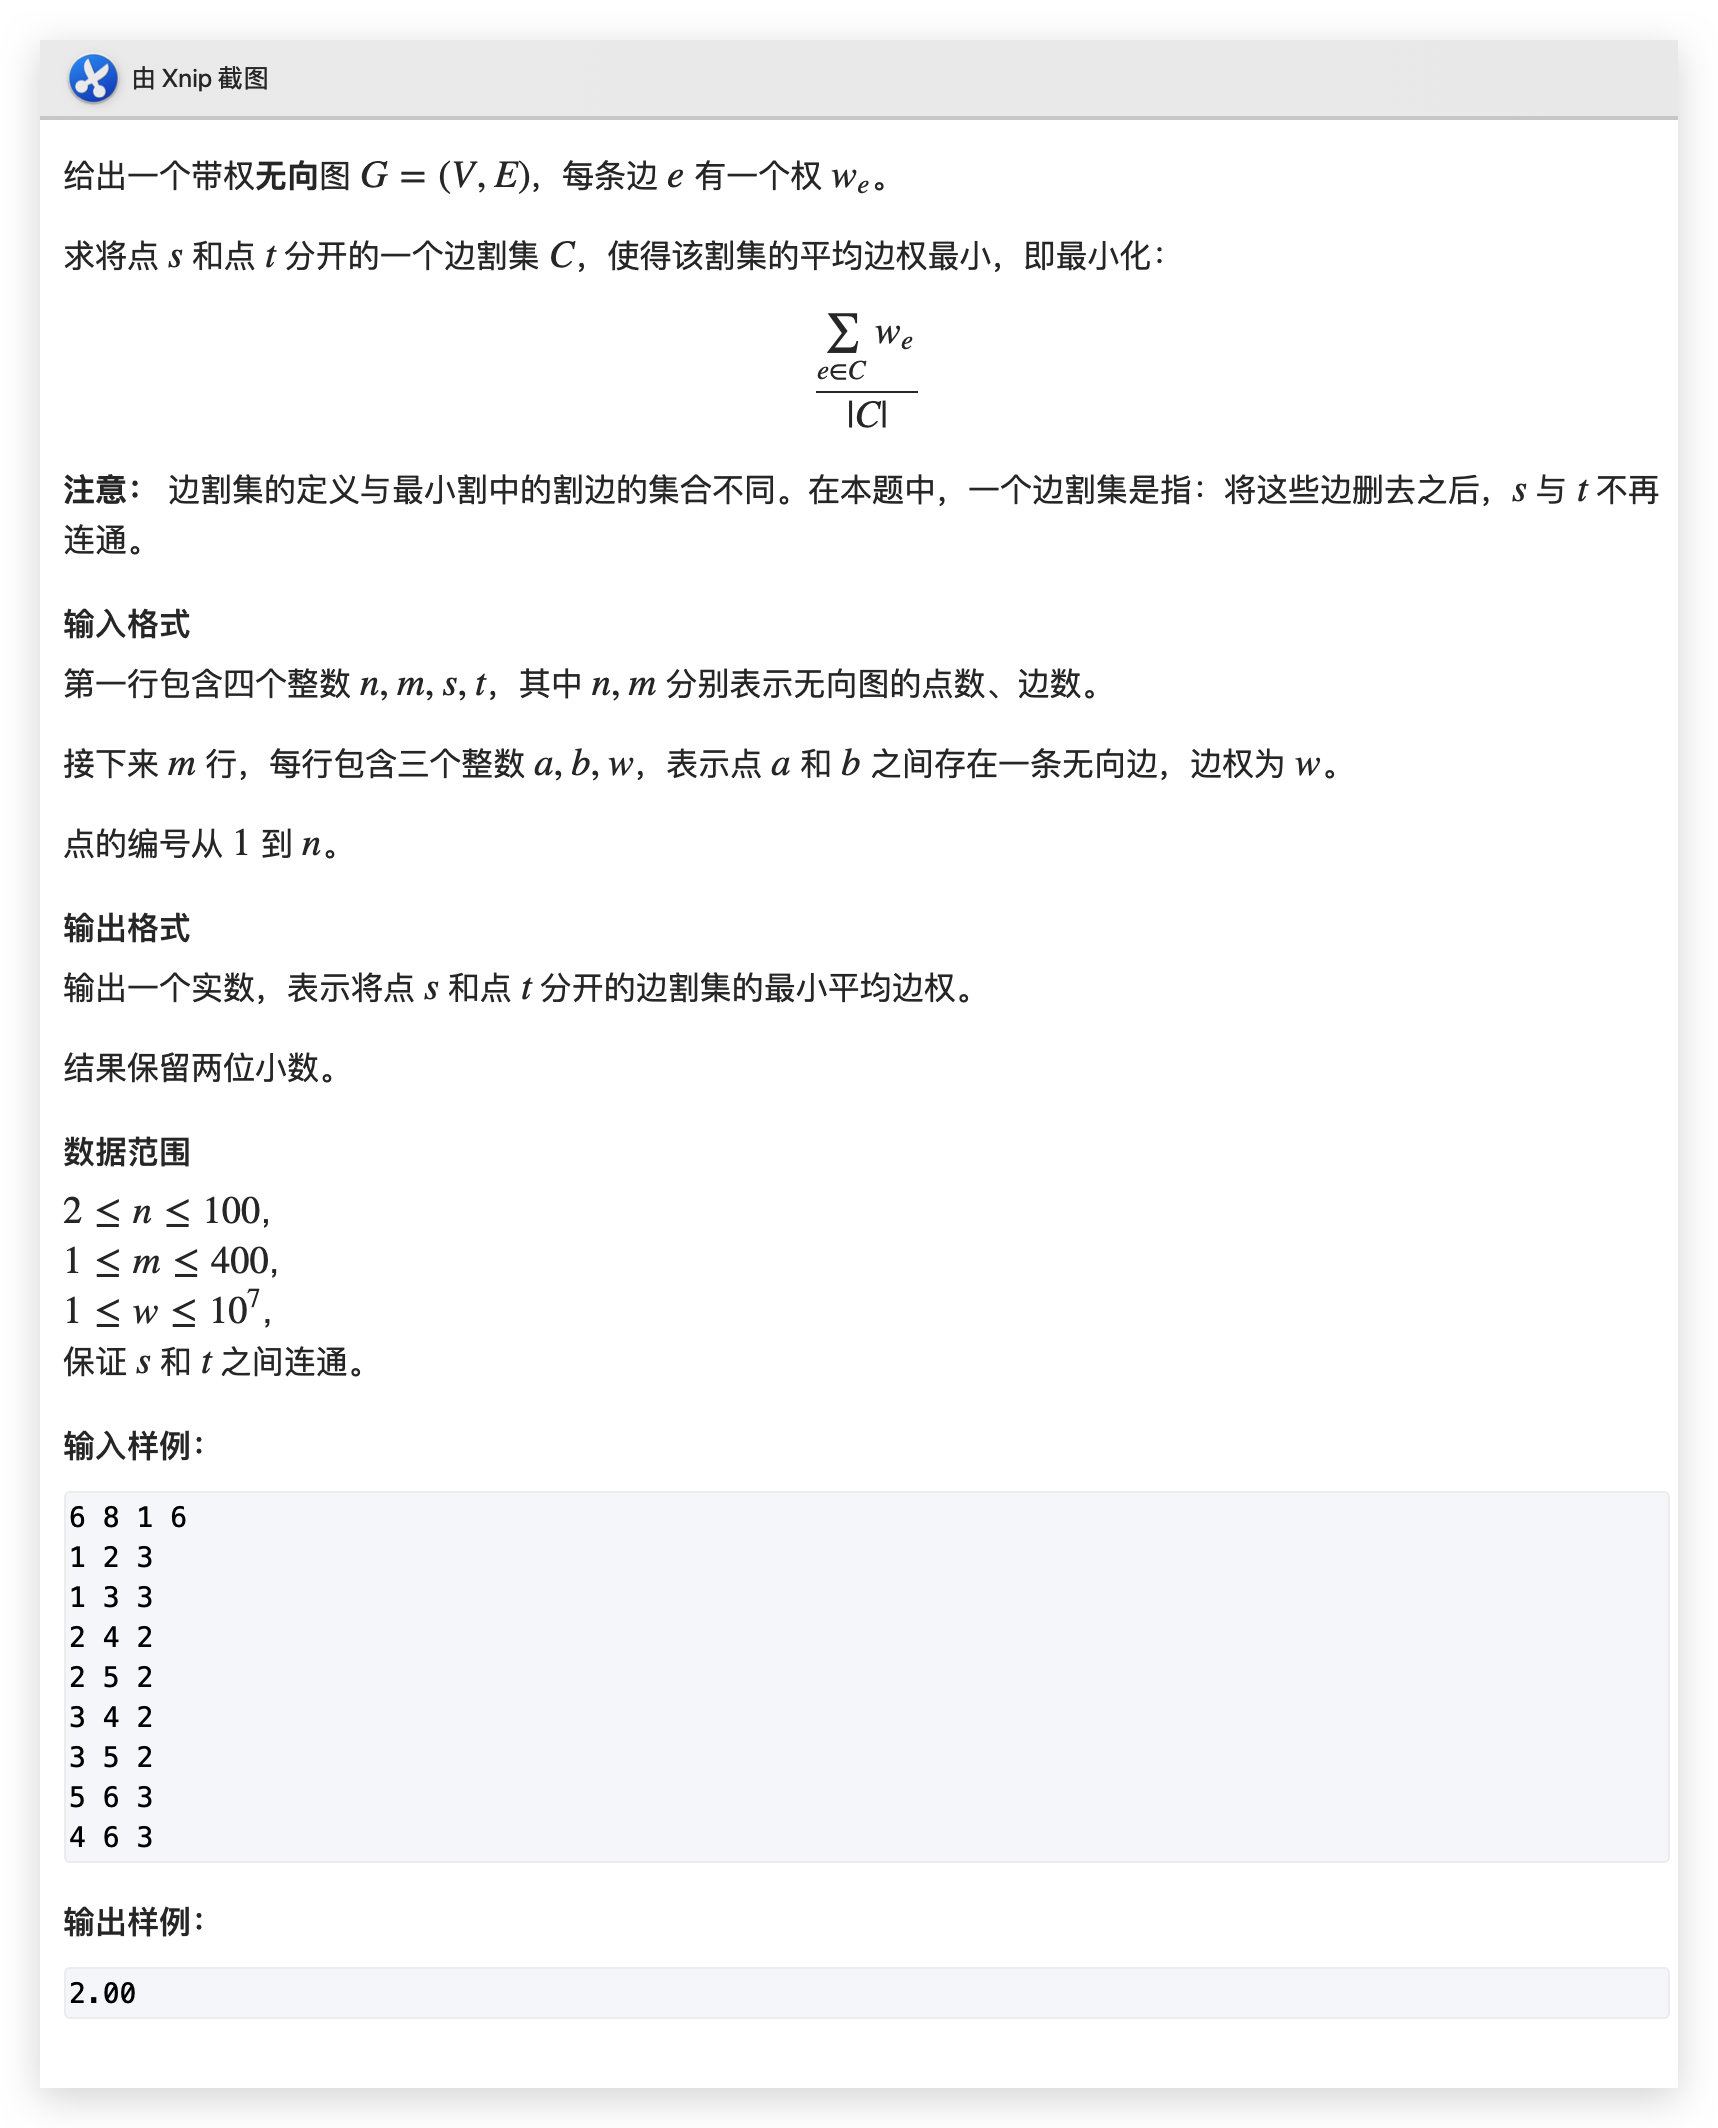 由 Xnip 截图
给出一个带权无向图 G = (V, E)，每条边 e 有一个权 wₑ。
求将点 s 和点 t 分开的一个边割集 C，使得该割集的平均边权最小，即最小化：
∑ wₑ
e∈C
|C|
注意： 边割集的定义与最小割中的割边的集合不同。在本题中，一个边割集是指：将这些边删去之后，s 与 t 不再
连通。
输入格式
第一行包含四个整数 n, m, s, t，其中 n, m 分别表示无向图的点数、边数。
接下来 m 行，每行包含三个整数 a, b, w，表示点 a 和 b 之间存在一条无向边，边权为 w。
点的编号从 1 到 n。
输出格式
输出一个实数，表示将点 s 和点 t 分开的边割集的最小平均边权。
结果保留两位小数。
数据范围
2 ≤ n ≤ 100,
1 ≤ m ≤ 400,
1 ≤ w ≤ 10⁷,
保证 s 和 t 之间连通。
输入样例：
6 8 1 6
1 2 3
1 3 3
2 4 2
2 5 2
3 4 2
3 5 2
5 6 3
4 6 3
输出样例：
2.00